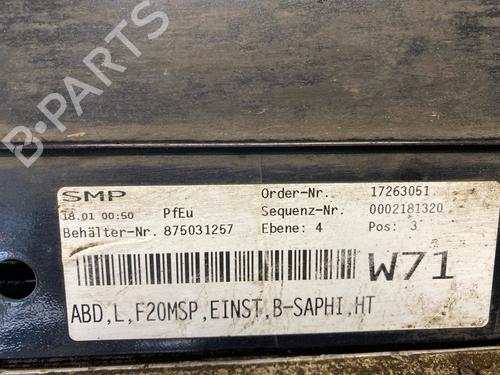 B-PARTS
SMP Order-Nr.. 17263051
18.01 00:50 PfEu Sequenz-Nr. 0002181320
Behälter-Nr. 875031257 Ebene: 4 Pos: 3
W71
ABD,L,F20MSP,EINST,B-SAPHI,HT